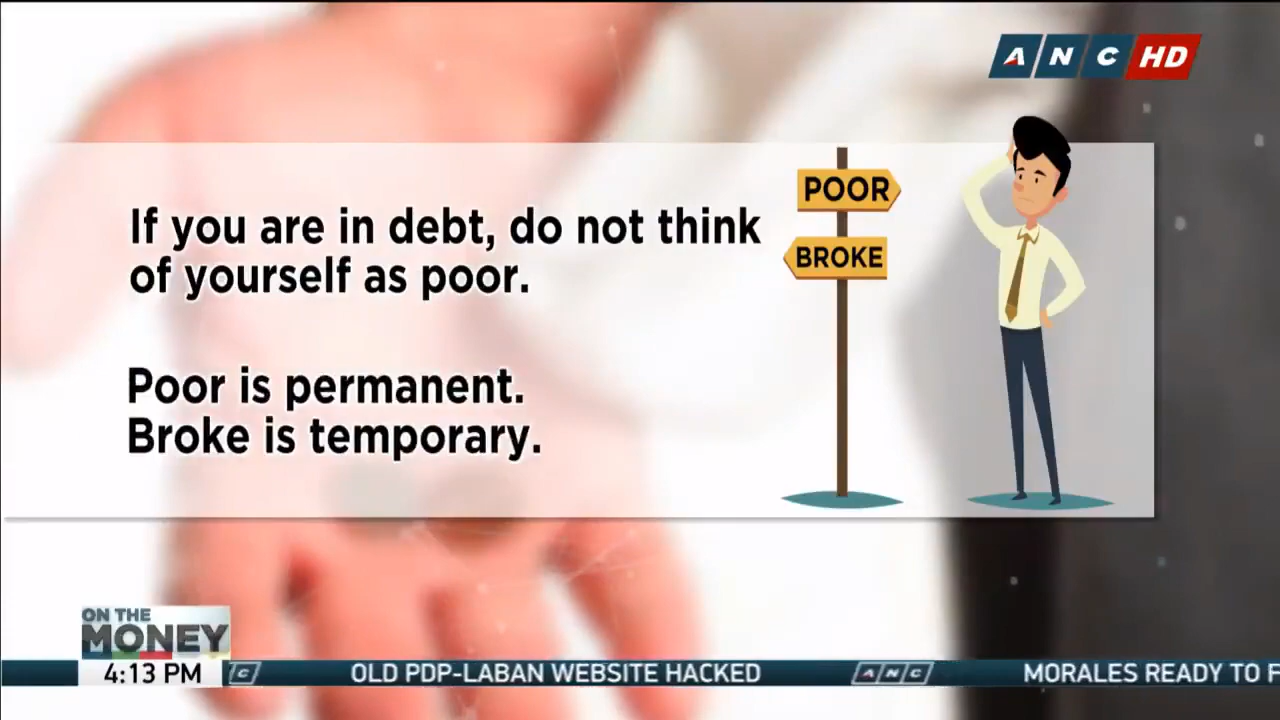 ANC HD
POOR
BROKE
If you are in debt, do not think
of yourself as poor.
Poor is permanent.
Broke is temporary.
ON THE
MONEY
4:13 PM
C OLD PDP-LABAN WEBSITE HACKED ANC MORALES READY TO F